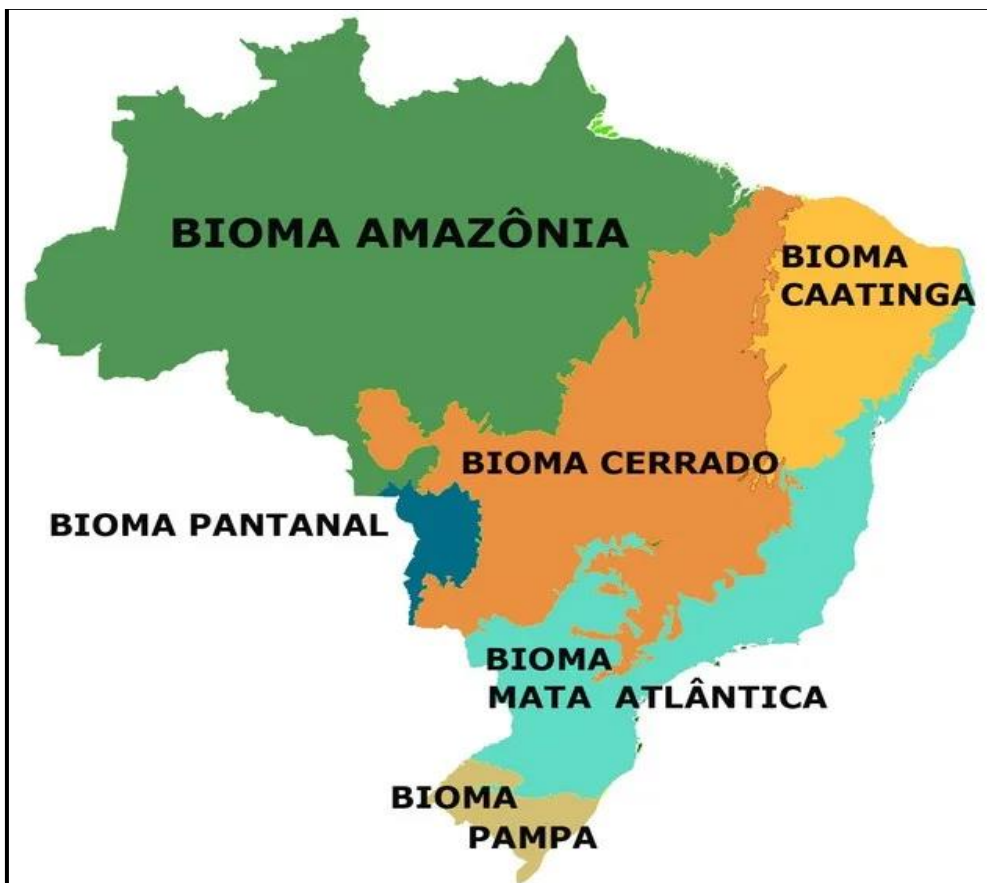 BIOMA AMAZÔNIA
BIOMA
CAATINGA
BIOMA CERRADO
BIOMA PANTANAL
BIOMA
MATA ATLÂNTICA
BIOMA
PAMPA